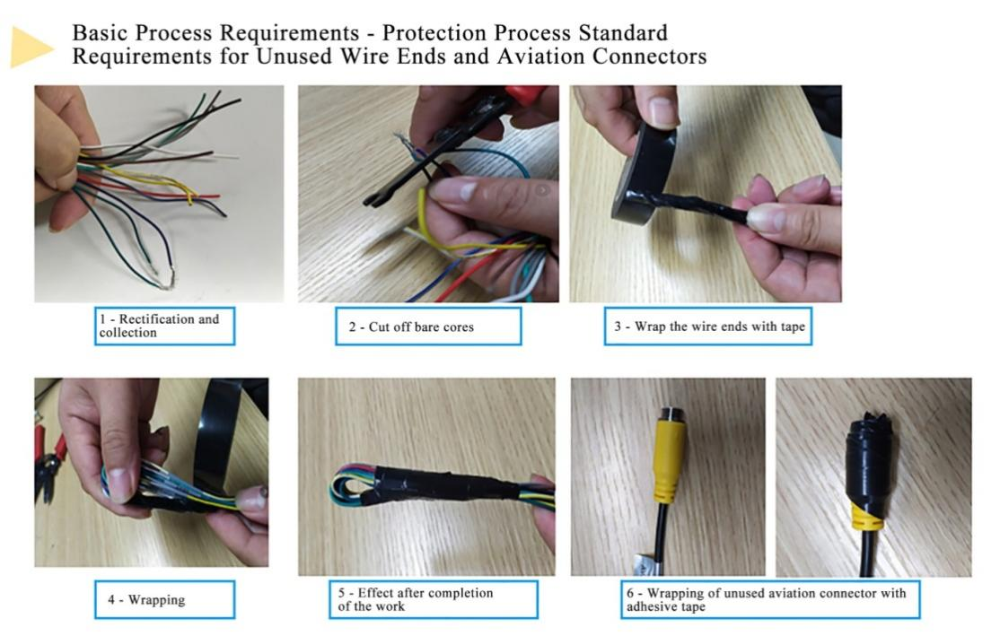 Basic Process Requirements - Protection Process Standard
Requirements for Unused Wire Ends and Aviation Connectors
1 - Rectification and
collection
2 - Cut off bare cores
3 - Wrap the wire ends with tape
4 - Wrapping
5 - Effect after completion
of the work
6 - Wrapping of unused aviation connector with
adhesive tape